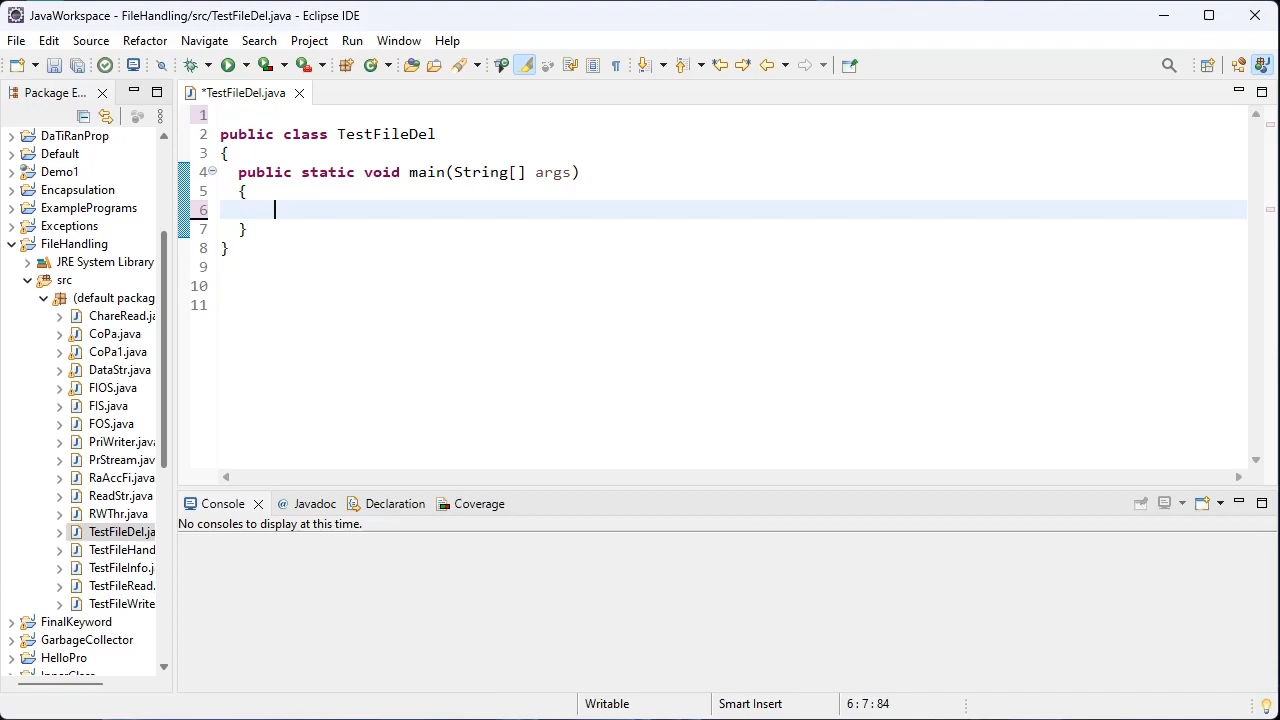 JavaWorkspace - FileHandling/src/TestFileDel.java - Eclipse IDE
File Edit Source Refactor Navigate Search Project Run Window Help
Package E...
*TestFileDel.java
DaTiRanProp
Default
Demo1
Encapsulation
ExamplePrograms
Exceptions
FileHandling
JRE System Library
src
(default packag
ChareRead.ja
CoPa.java
CoPa1.java
DataStr.java
FIOS.java
FIS.java
FOS.java
PriWriter.java
PrStream.java
RaAccFi.java
ReadStr.java
RWThr.java
TestFileDel.ja
TestFileHand
TestFileInfo.j
TestFileRead.
TestFileWrite
FinalKeyword
GarbageCollector
HelloPro
InnerClass
1
2 public class TestFileDel
3 {
4 public static void main(String[] args)
5 {
6
7 }
8 }
9
10
11
Console Javadoc Declaration Coverage
No consoles to display at this time.
Writable Smart Insert 6 : 7 : 84